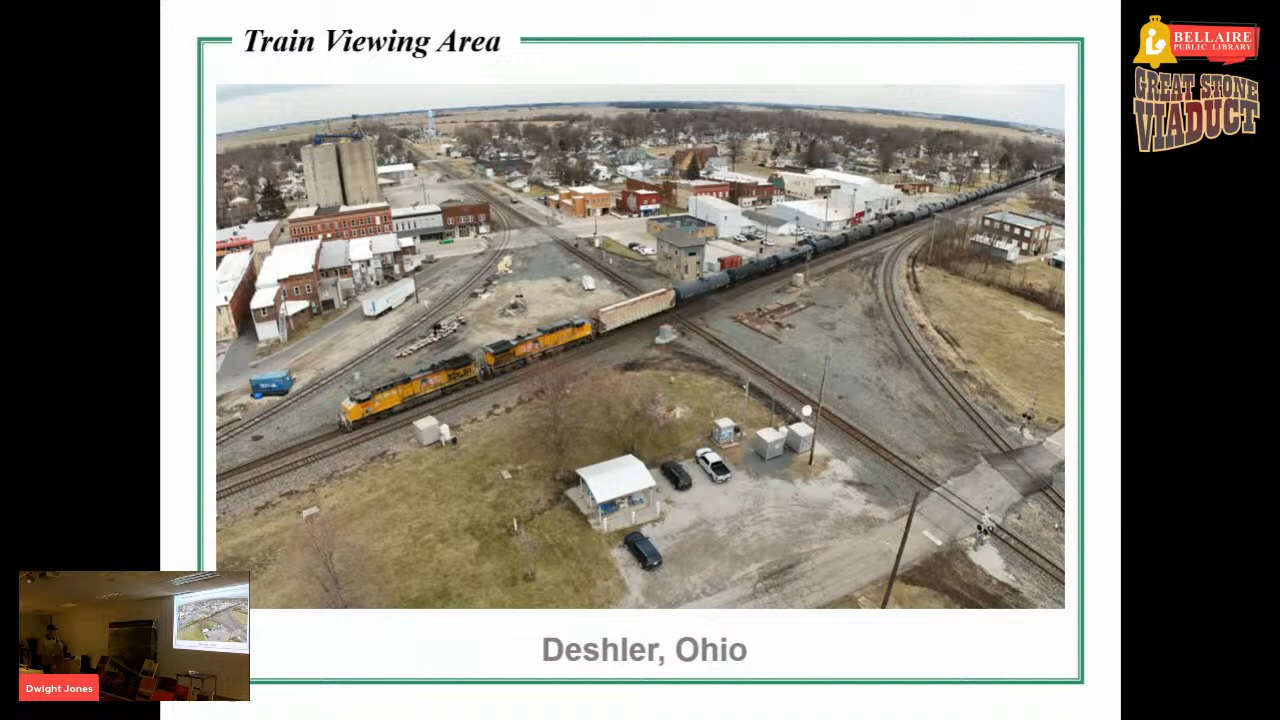 Train Viewing Area
BELLAIRE
PUBLIC LIBRARY
GREAT STONE
VIADUCT
Deshler, Ohio
Dwight Jones